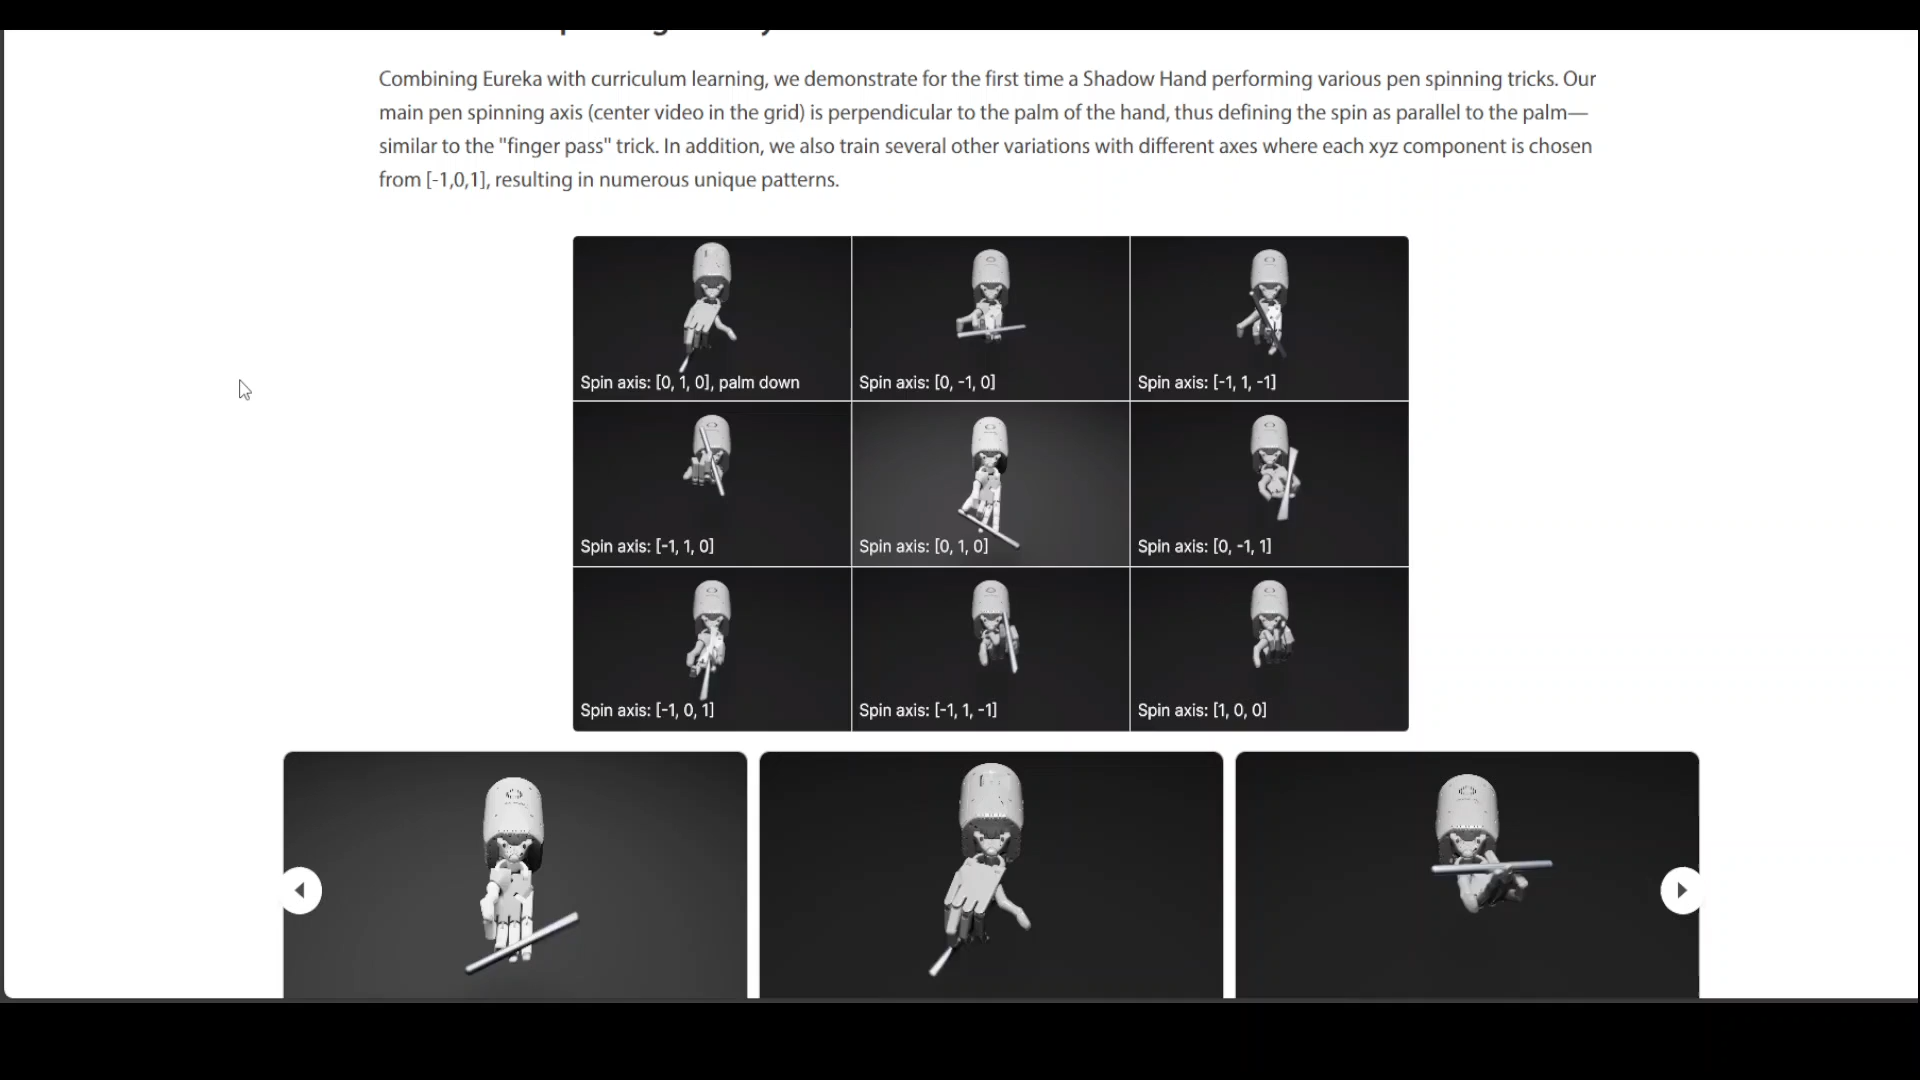 Combining Eureka with curriculum learning, we demonstrate for the first time a Shadow Hand performing various pen spinning tricks. Our
main pen spinning axis (center video in the grid) is perpendicular to the palm of the hand, thus defining the spin as parallel to the palm—
similar to the "finger pass" trick. In addition, we also train several other variations with different axes where each xyz component is chosen
from [-1,0,1], resulting in numerous unique patterns.
Spin axis: [0, 1, 0], palm down
Spin axis: [0, -1, 0]
Spin axis: [-1, 1, -1]
Spin axis: [-1, 1, 0]
Spin axis: [0, 1, 0]
Spin axis: [0, -1, 1]
Spin axis: [-1, 0, 1]
Spin axis: [-1, 1, -1]
Spin axis: [1, 0, 0]